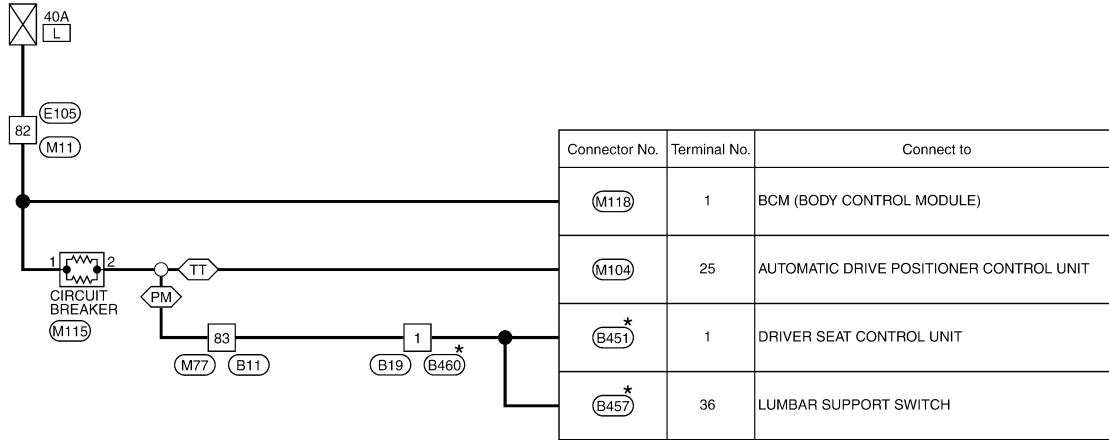 40A
L
E105
82
M11
Connector No. Terminal No. Connect to
M118 1 BCM (BODY CONTROL MODULE)
1 2 TT M104 25 AUTOMATIC DRIVE POSITIONER CONTROL UNIT
CIRCUIT
BREAKER
M115
PM
83 1 B451* 1 DRIVER SEAT CONTROL UNIT
M77 B11 B19 B460*
B457* 36 LUMBAR SUPPORT SWITCH